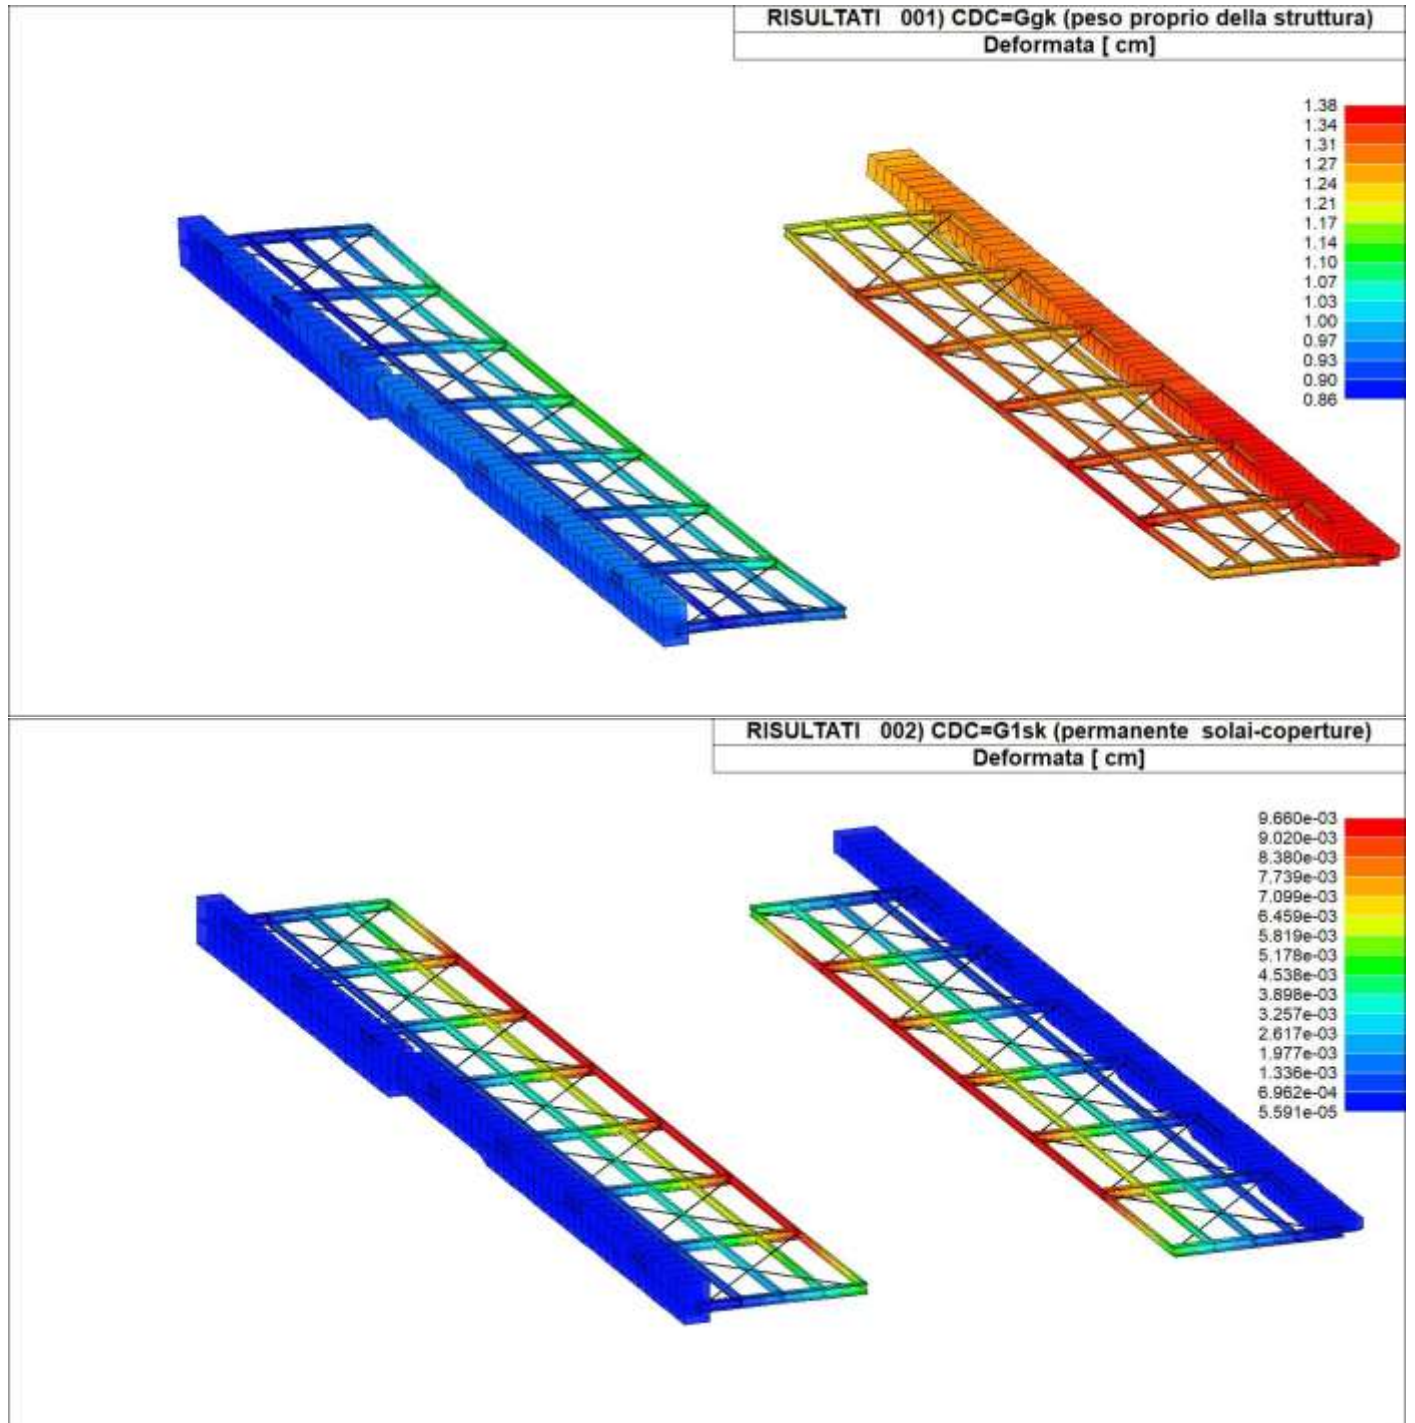 RISULTATI 001) CDC=Ggk (peso proprio della struttura)
Deformata [ cm]
1.38
1.34
1.31
1.27
1.24
1.21
1.17
1.14
1.10
1.07
1.03
1.00
0.97
0.93
0.90
0.86
RISULTATI 002) CDC=G1sk (permanente solai-coperture)
Deformata [ cm]
9.660e-03
9.020e-03
8.380e-03
7.739e-03
7.099e-03
6.459e-03
5.819e-03
5.178e-03
4.538e-03
3.898e-03
3.257e-03
2.617e-03
1.977e-03
1.336e-03
6.962e-04
5.591e-05